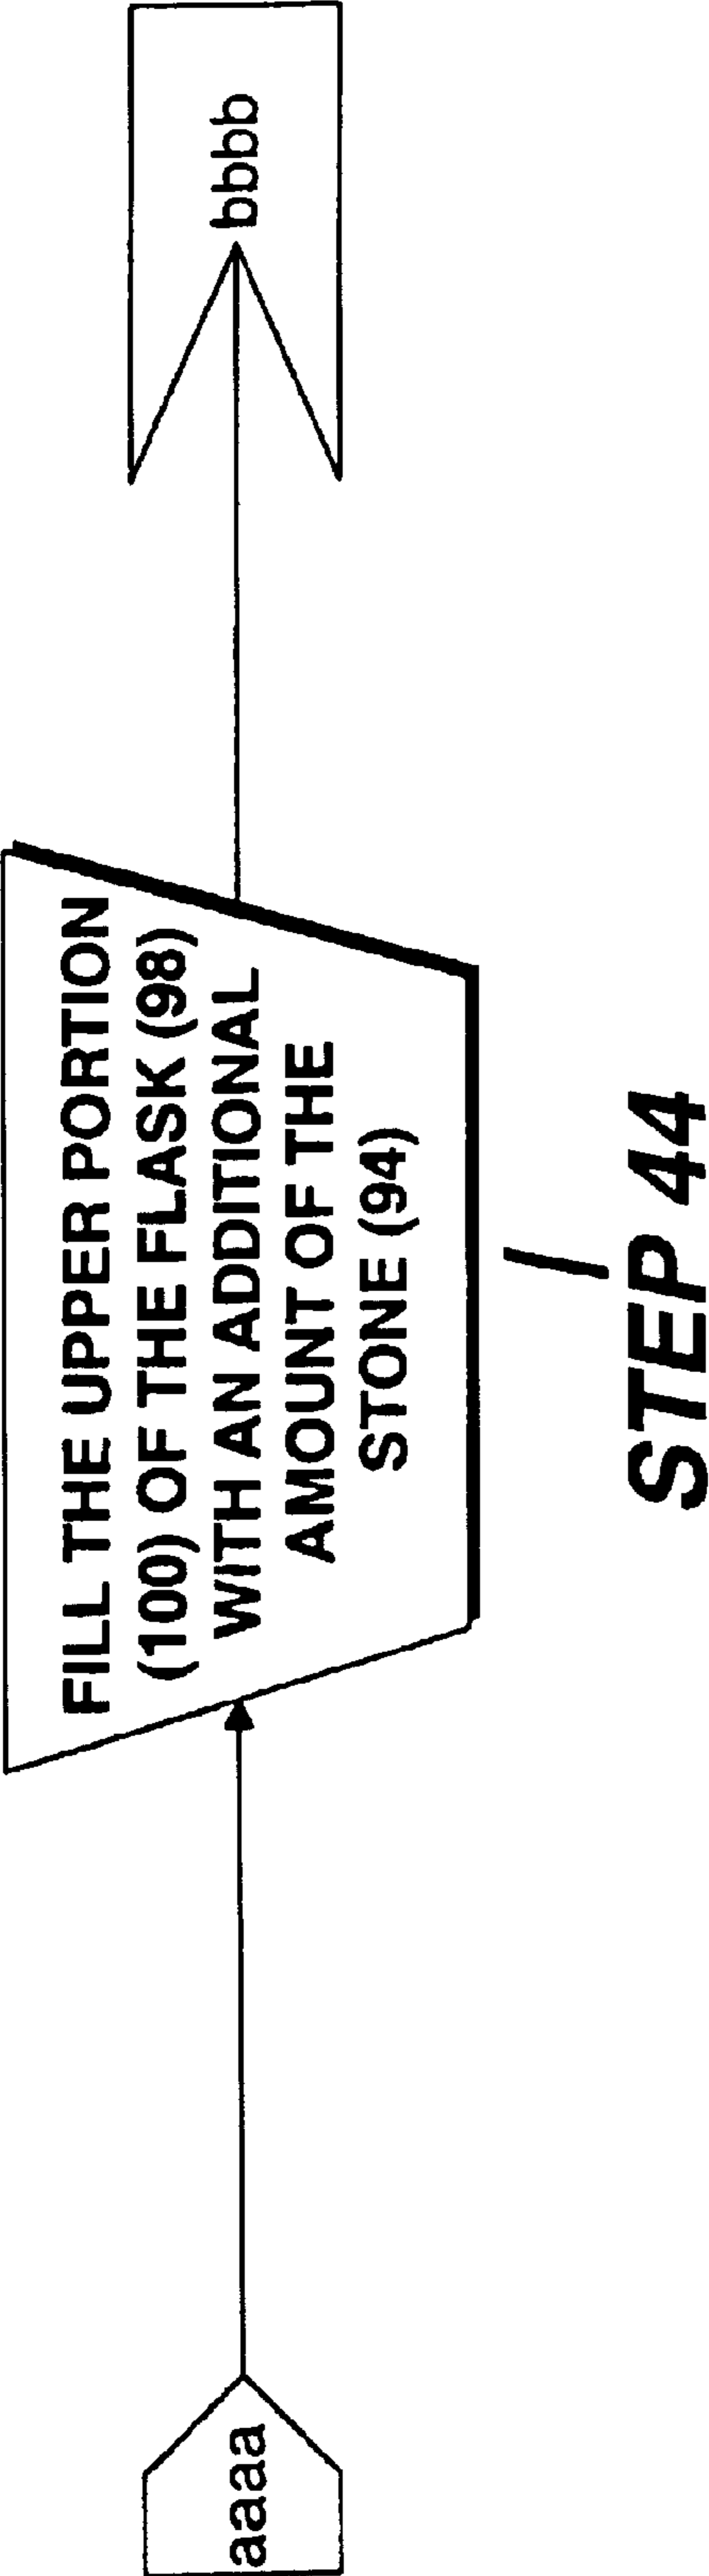 aaaa
FILL THE UPPER PORTION
(100) OF THE FLASK (98)
WITH AN ADDITIONAL
AMOUNT OF THE
STONE (94)
STEP 44
bbbb